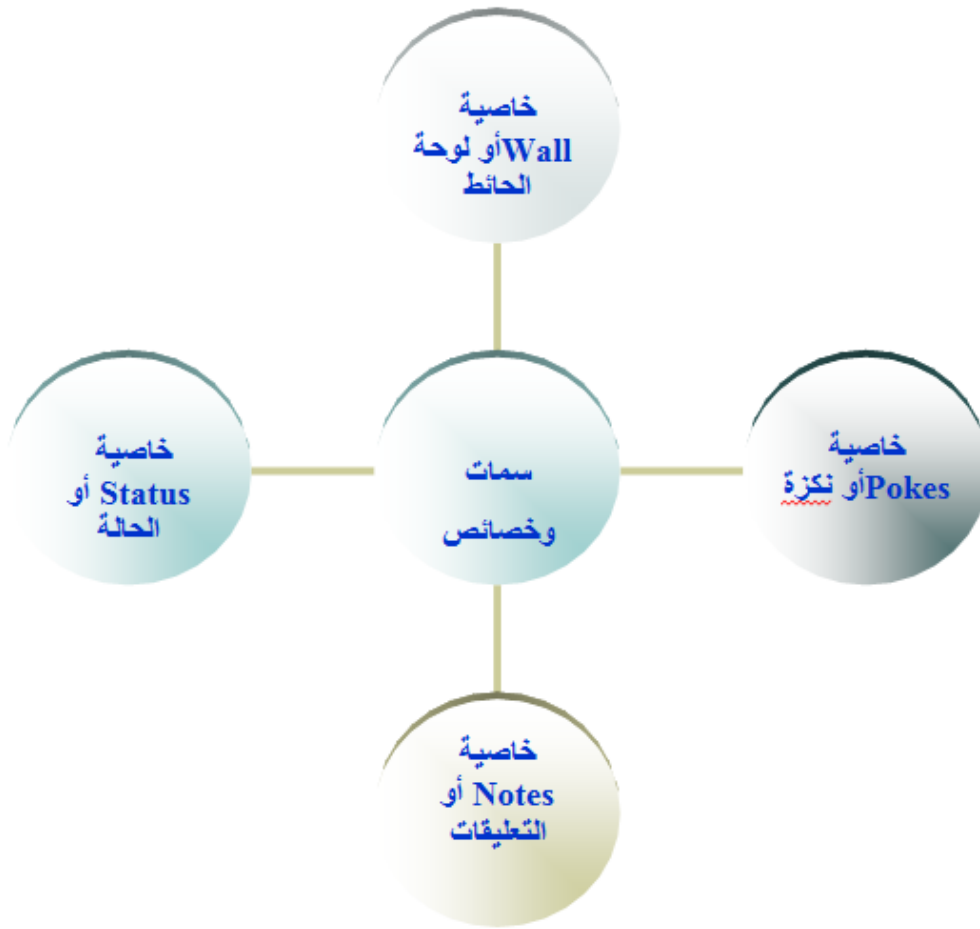 خاصية
Wallأو لوحة
الحائط
خاصية
Pokesأو نكزة
سمات
وخصائص
خاصية
Status أو
الحالة
خاصية
Notes أو
التعليقات